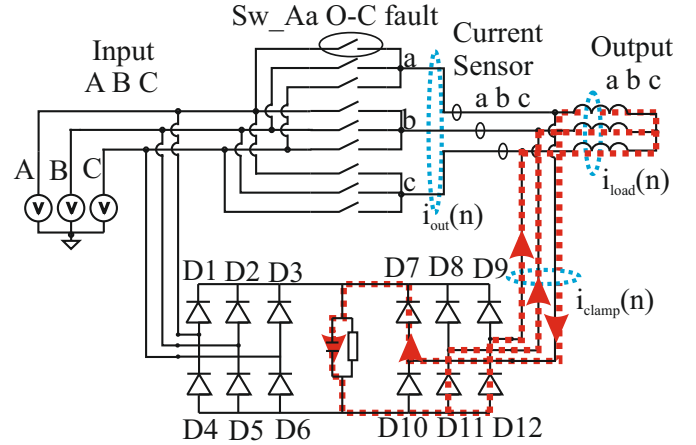 Sw_Aa O-C fault
Input
A B C
Current
Sensor
Output
a b c
a
a b c
b
A B C
V V V
c
i_out(n)
i_load(n)
D1 D2 D3
D7 D8 D9
i_clamp(n)
D4 D5 D6
D10 D11 D12